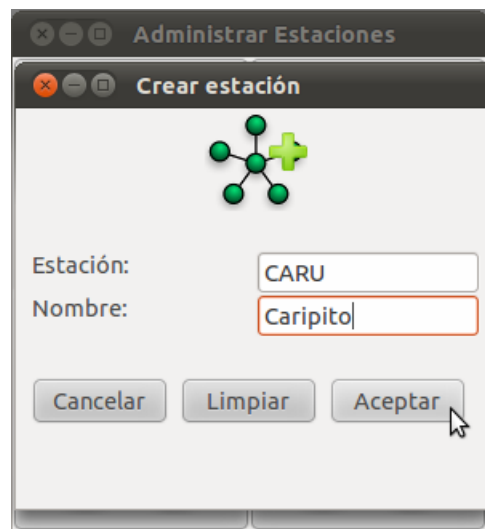 Administrar Estaciones
Crear estación
Estación: CARU
Nombre: Caripito
Cancelar Limpiar Aceptar